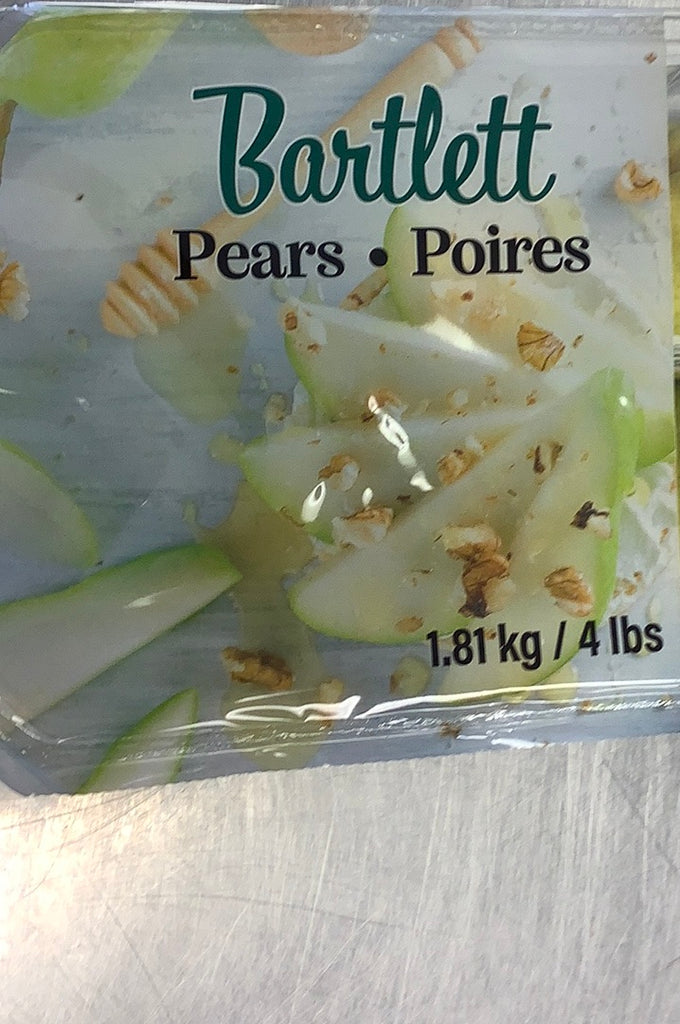 Bartlett
Pears • Poires
1.81 kg / 4 lbs